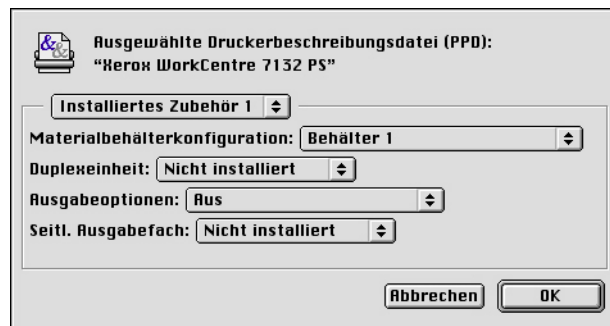 Ausgewählte Druckerbeschreibungsdatei (PPD):
“Xerox WorkCentre 7132 PS”
Installiertes Zubehör 1
Materialbehälterkonfiguration: Behälter 1
Duplexeinheit: Nicht installiert
Ausgabeoptionen: Aus
Seitl. Ausgabefach: Nicht installiert
Abbrechen OK